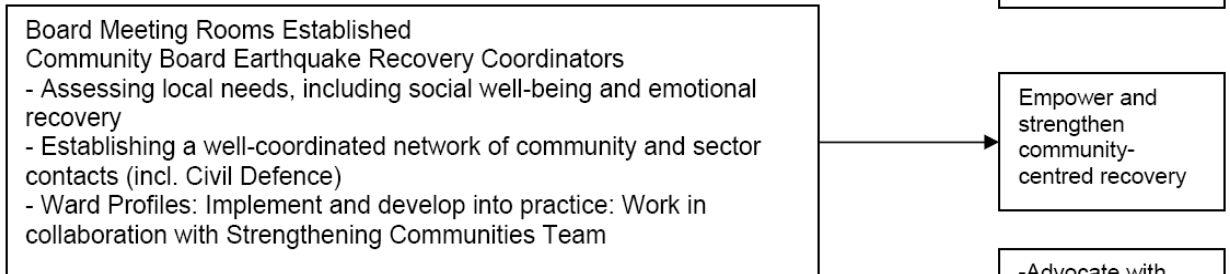 Board Meeting Rooms Established
Community Board Earthquake Recovery Coordinators
- Assessing local needs, including social well-being and emotional
recovery
- Establishing a well-coordinated network of community and sector
contacts (incl. Civil Defence)
- Ward Profiles: Implement and develop into practice: Work in
collaboration with Strengthening Communities Team
Empower and
strengthen
community-
centred recovery
-Advocate with